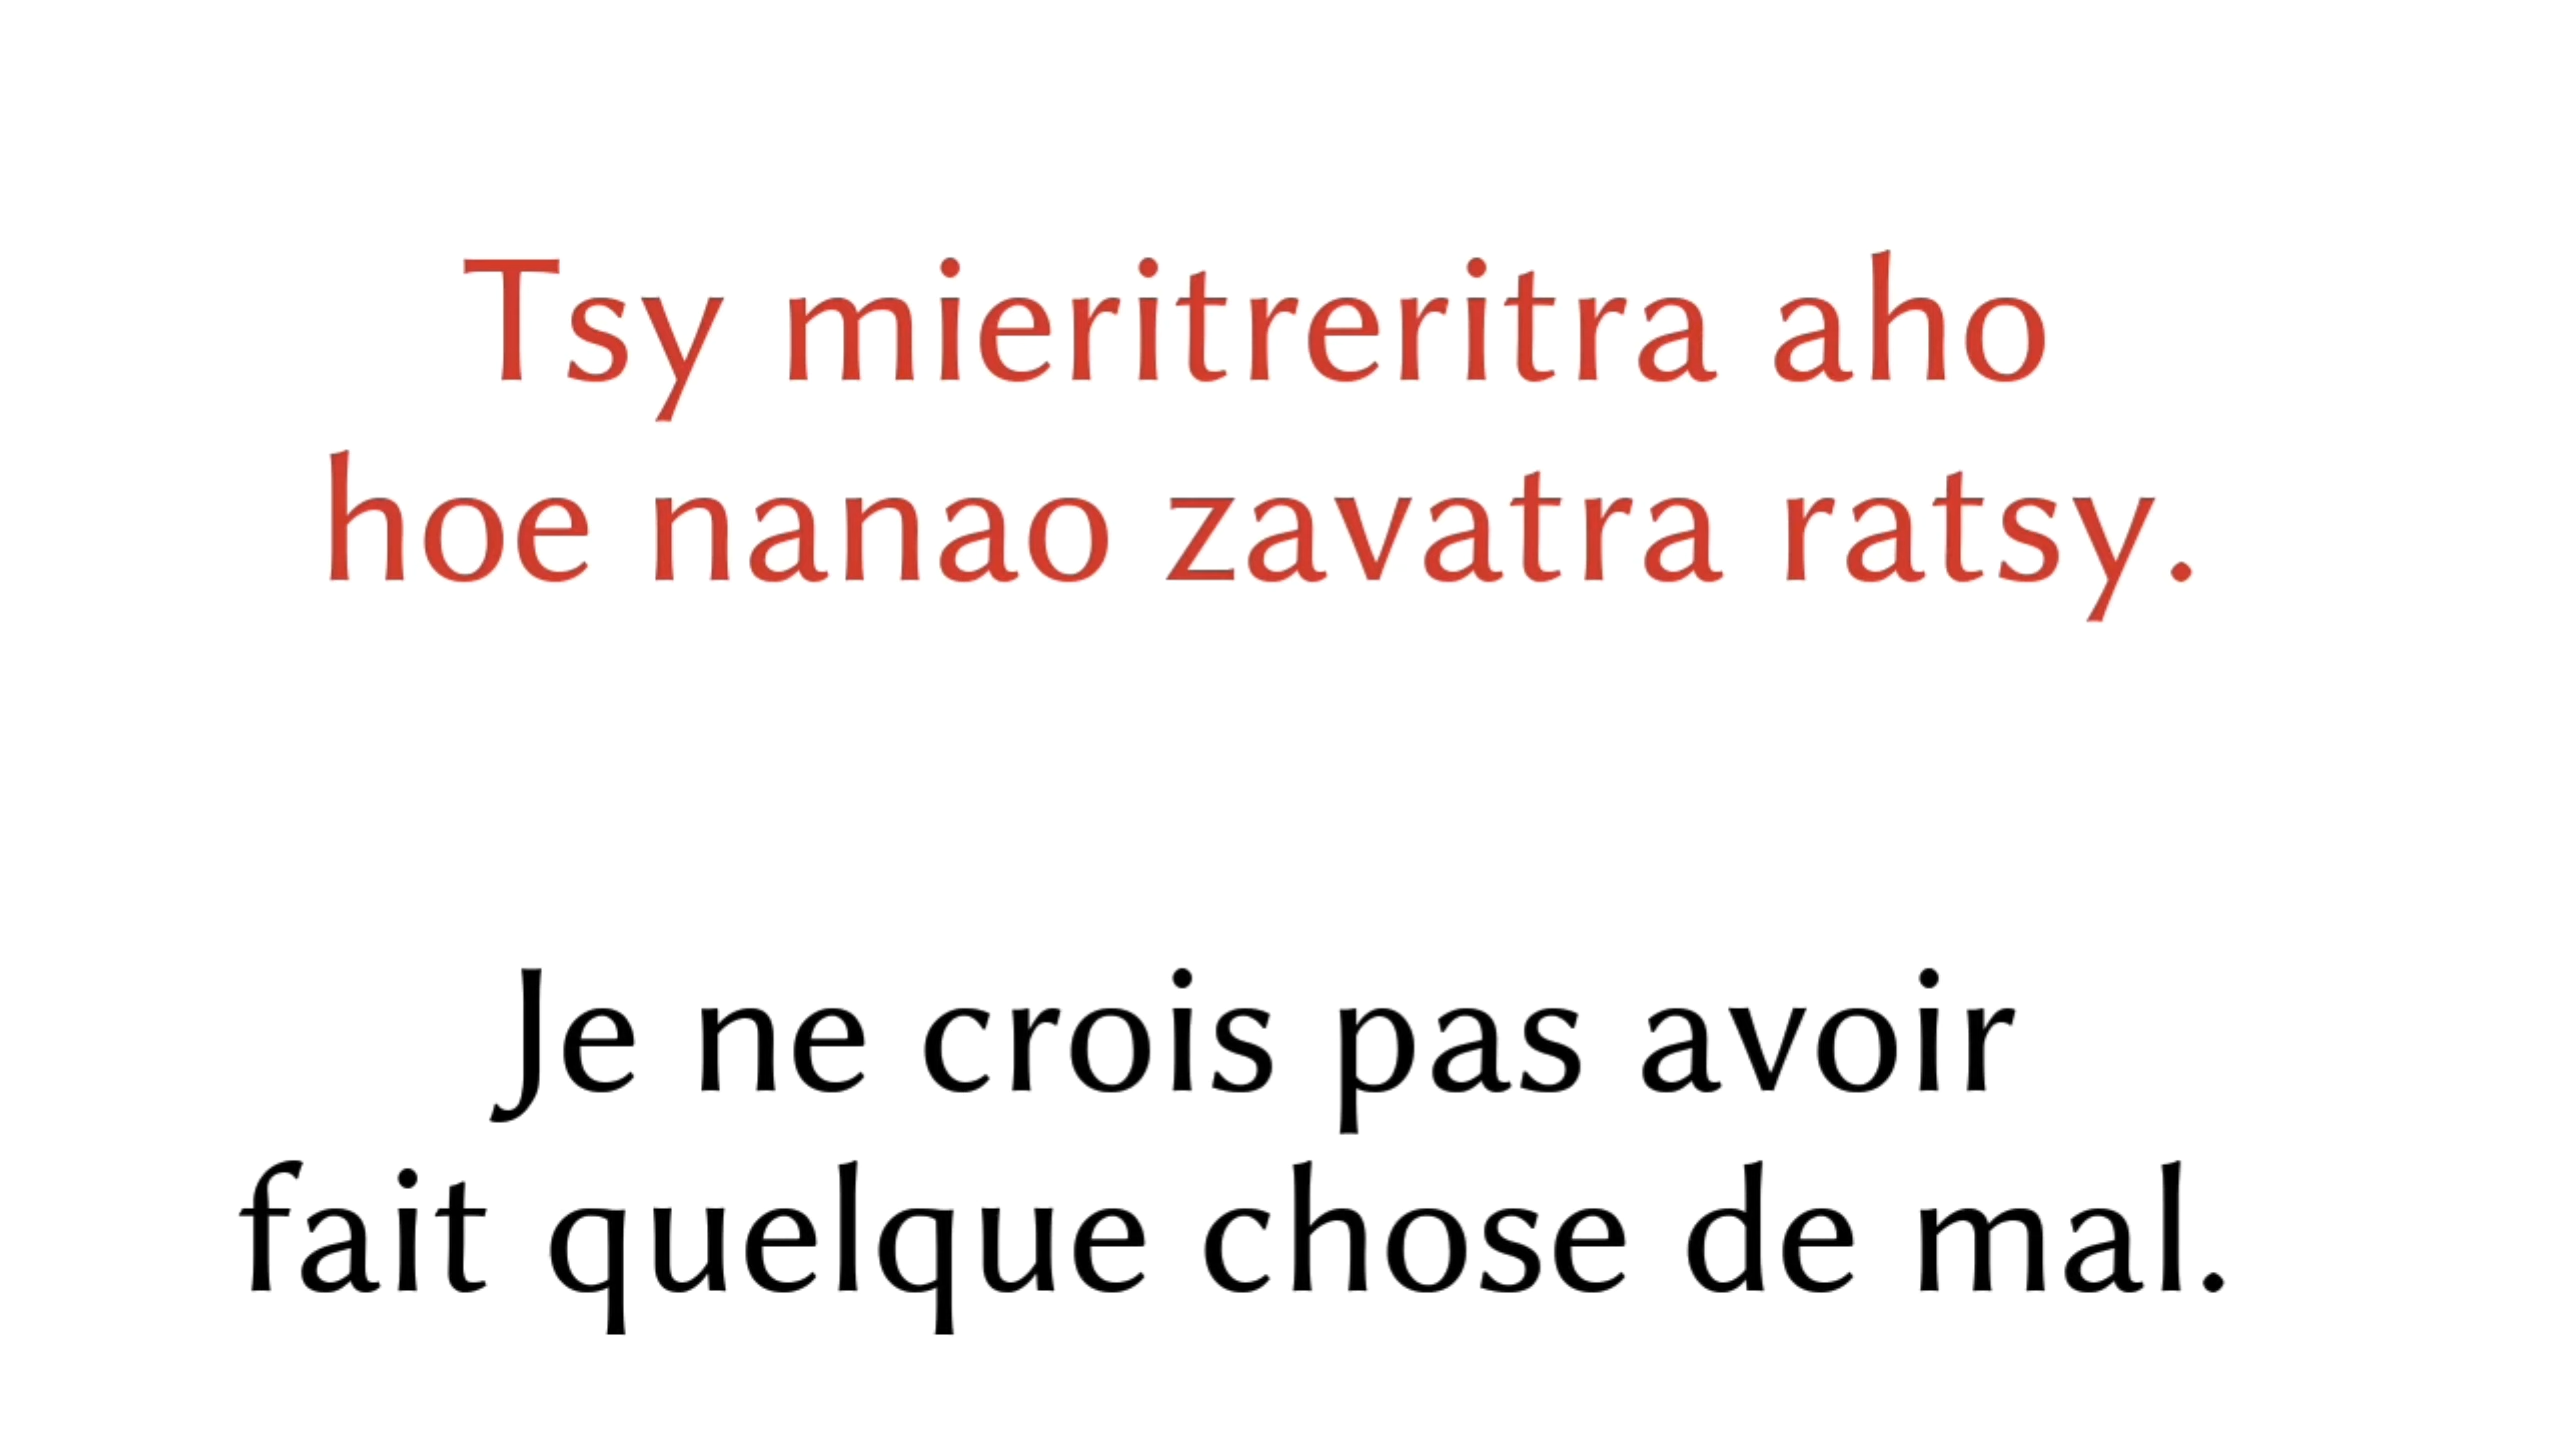 Tsy mieritreritra aho
hoe nanao zavatra ratsy.
Je ne crois pas avoir
fait quelque chose de mal.